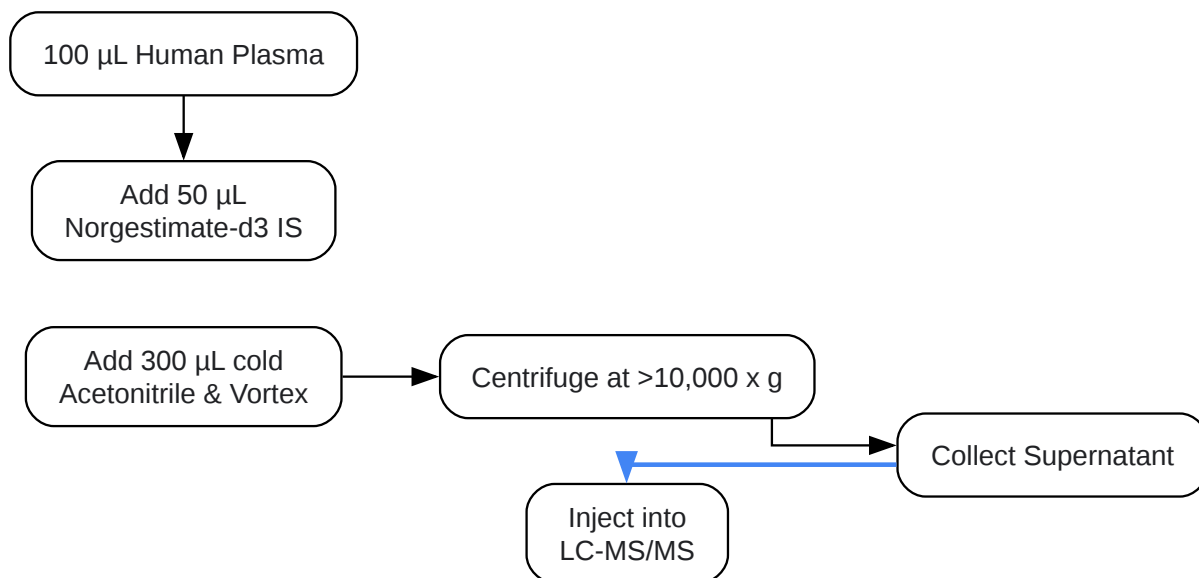 100 µL Human Plasma
Add 50 µL
Norgestimate-d3 IS
Add 300 µL cold
Acetonitrile & Vortex
Centrifuge at >10,000 x g
Collect Supernatant
Inject into
LC-MS/MS